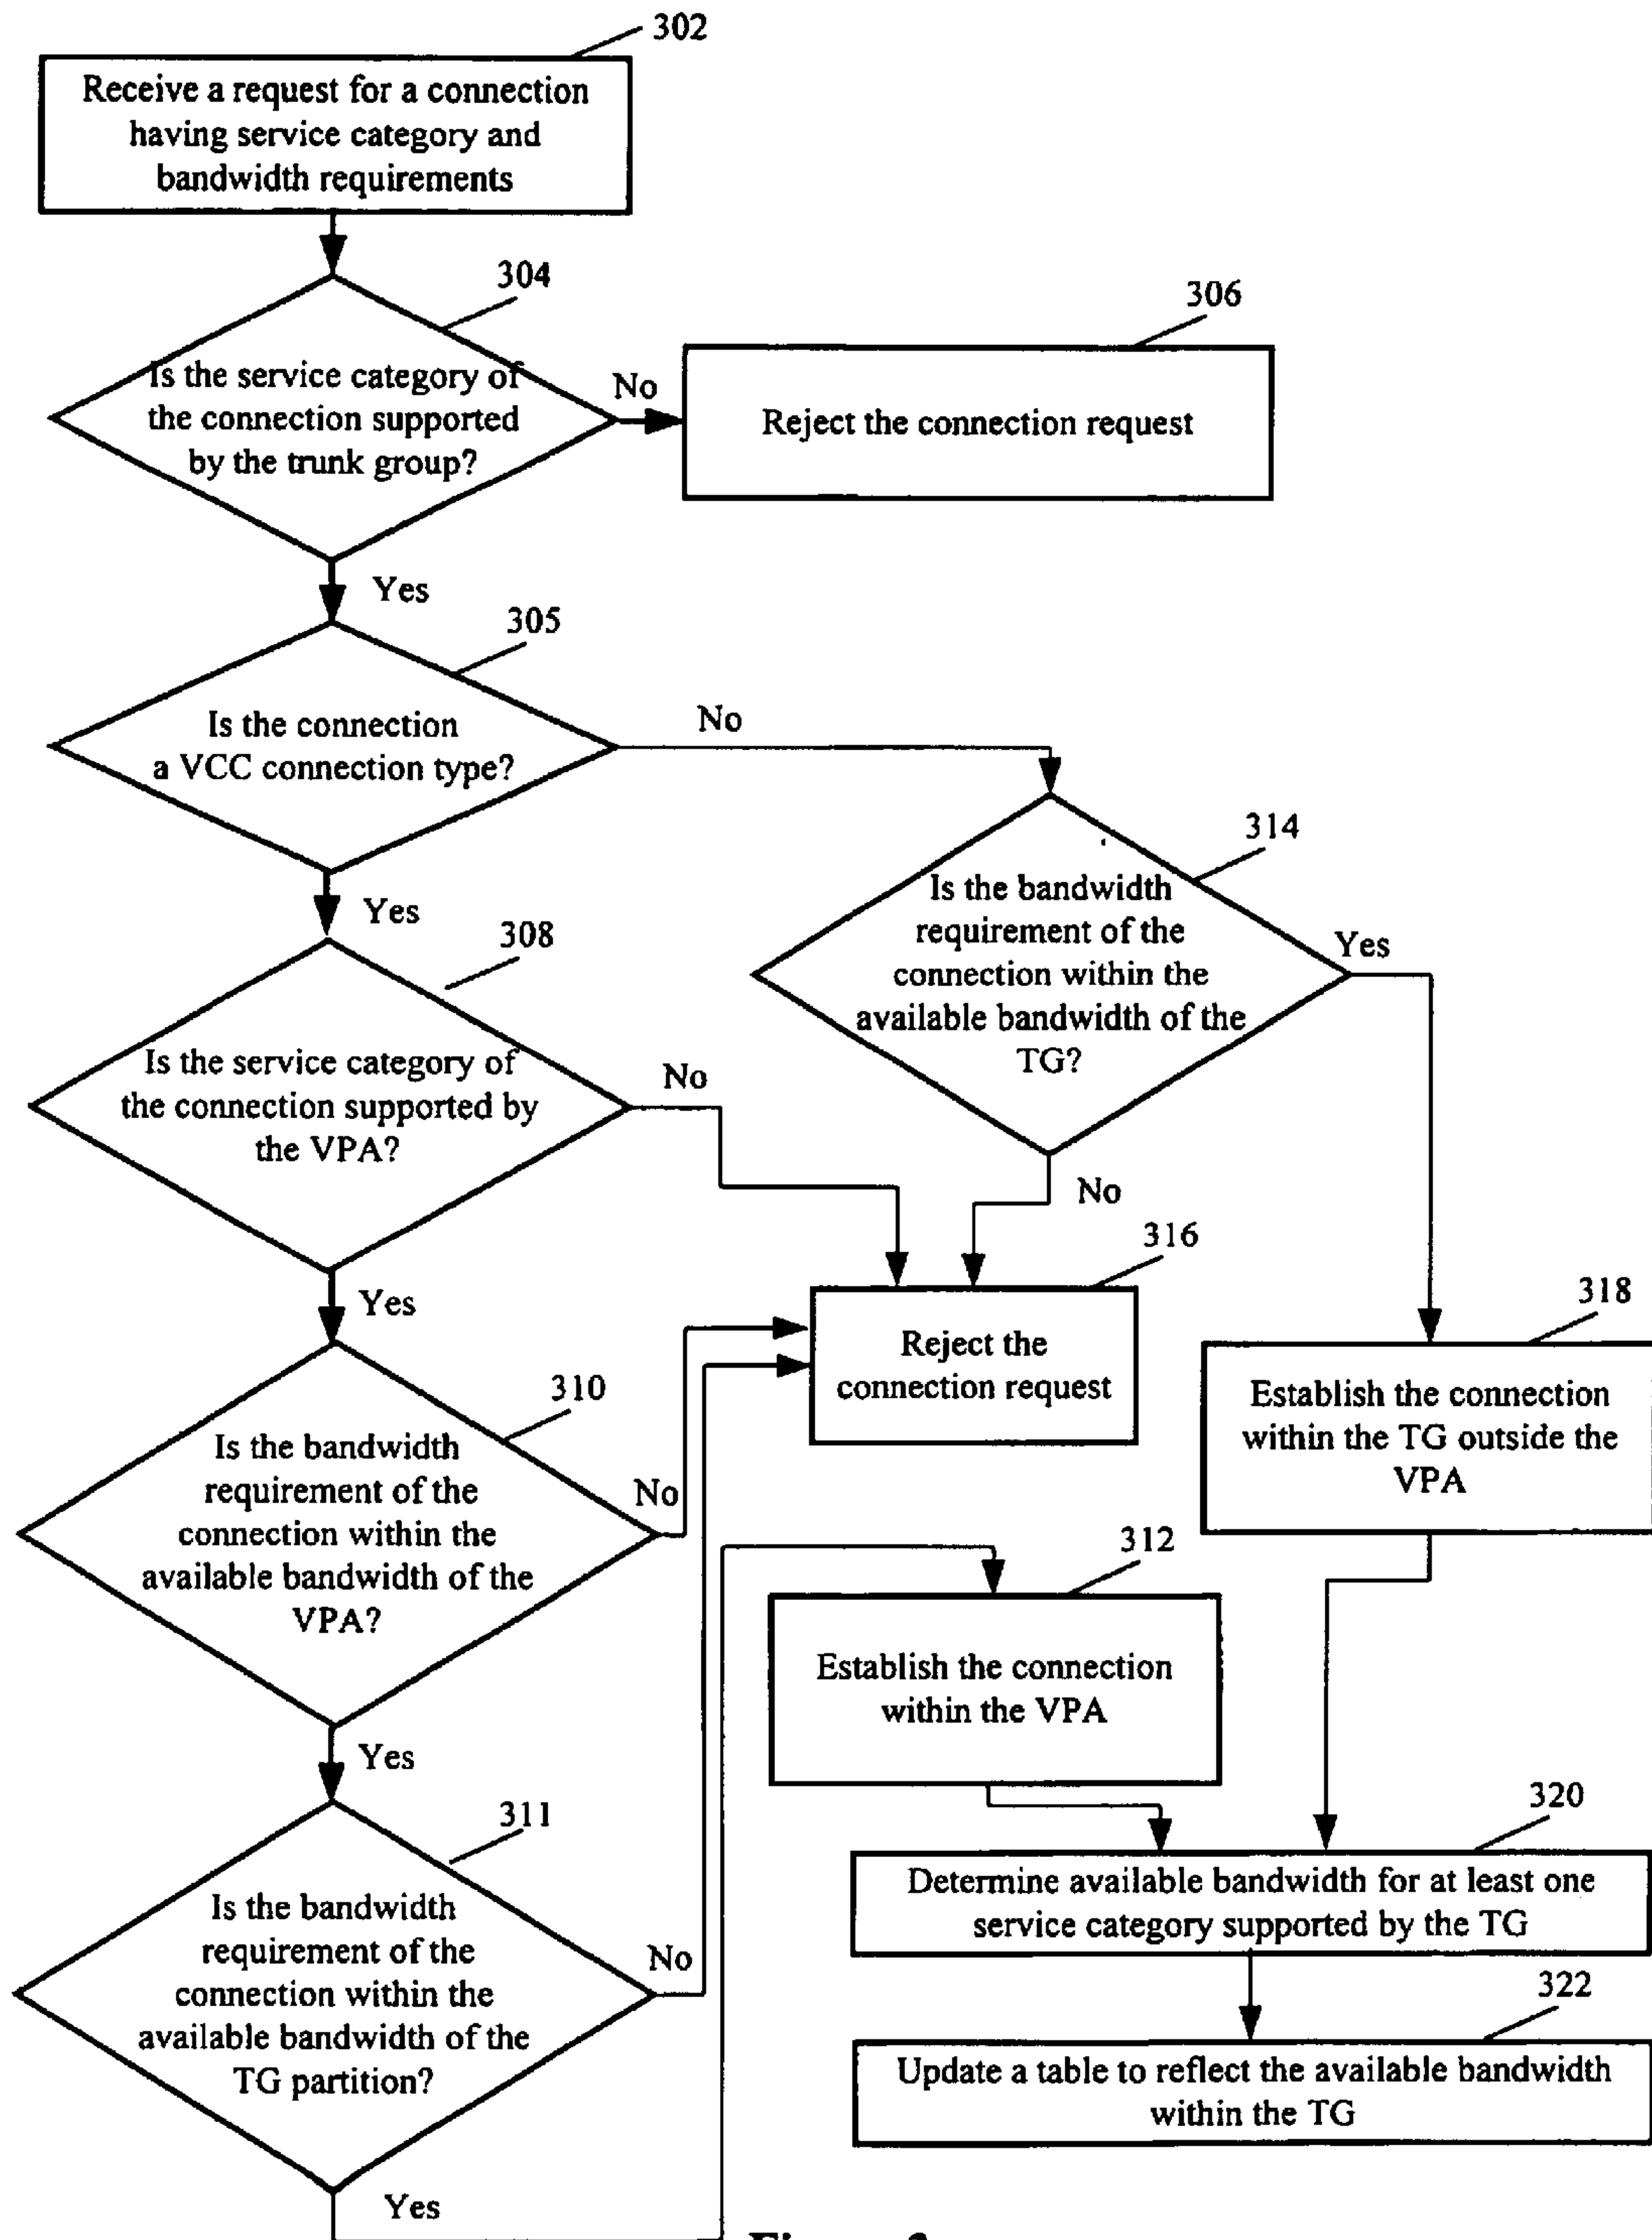 302
Receive a request for a connection
having service category and
bandwidth requirements
304
Is the service category of
the connection supported
by the trunk group?
No
306
Reject the connection request
Yes
305
Is the connection
a VCC connection type?
No
314
Is the bandwidth
requirement of the
connection within the
available bandwidth of the
TG?
Yes
No
Yes
308
Is the service category of
the connection supported by
the VPA?
No
316
Reject the
connection request
318
Establish the connection
within the TG outside the
VPA
Yes
310
Is the bandwidth
requirement of the
connection within the
available bandwidth of the
VPA?
No
312
Establish the connection
within the VPA
Yes
311
Is the bandwidth
requirement of the
connection within the
available bandwidth of the
TG partition?
No
320
Determine available bandwidth for at least one
service category supported by the TG
322
Update a table to reflect the available bandwidth
within the TG
Yes